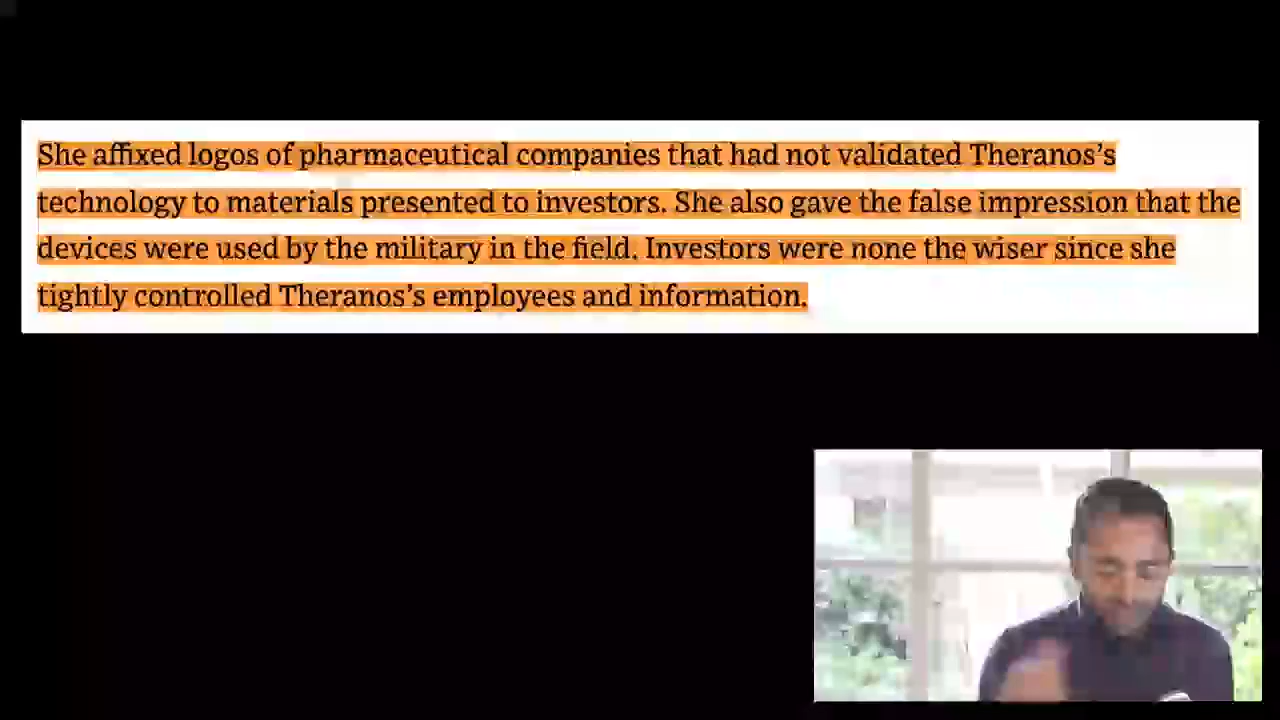 She affixed logos of pharmaceutical companies that had not validated Theranos’s
technology to materials presented to investors. She also gave the false impression that the
devices were used by the military in the field. Investors were none the wiser since she
tightly controlled Theranos’s employees and information.